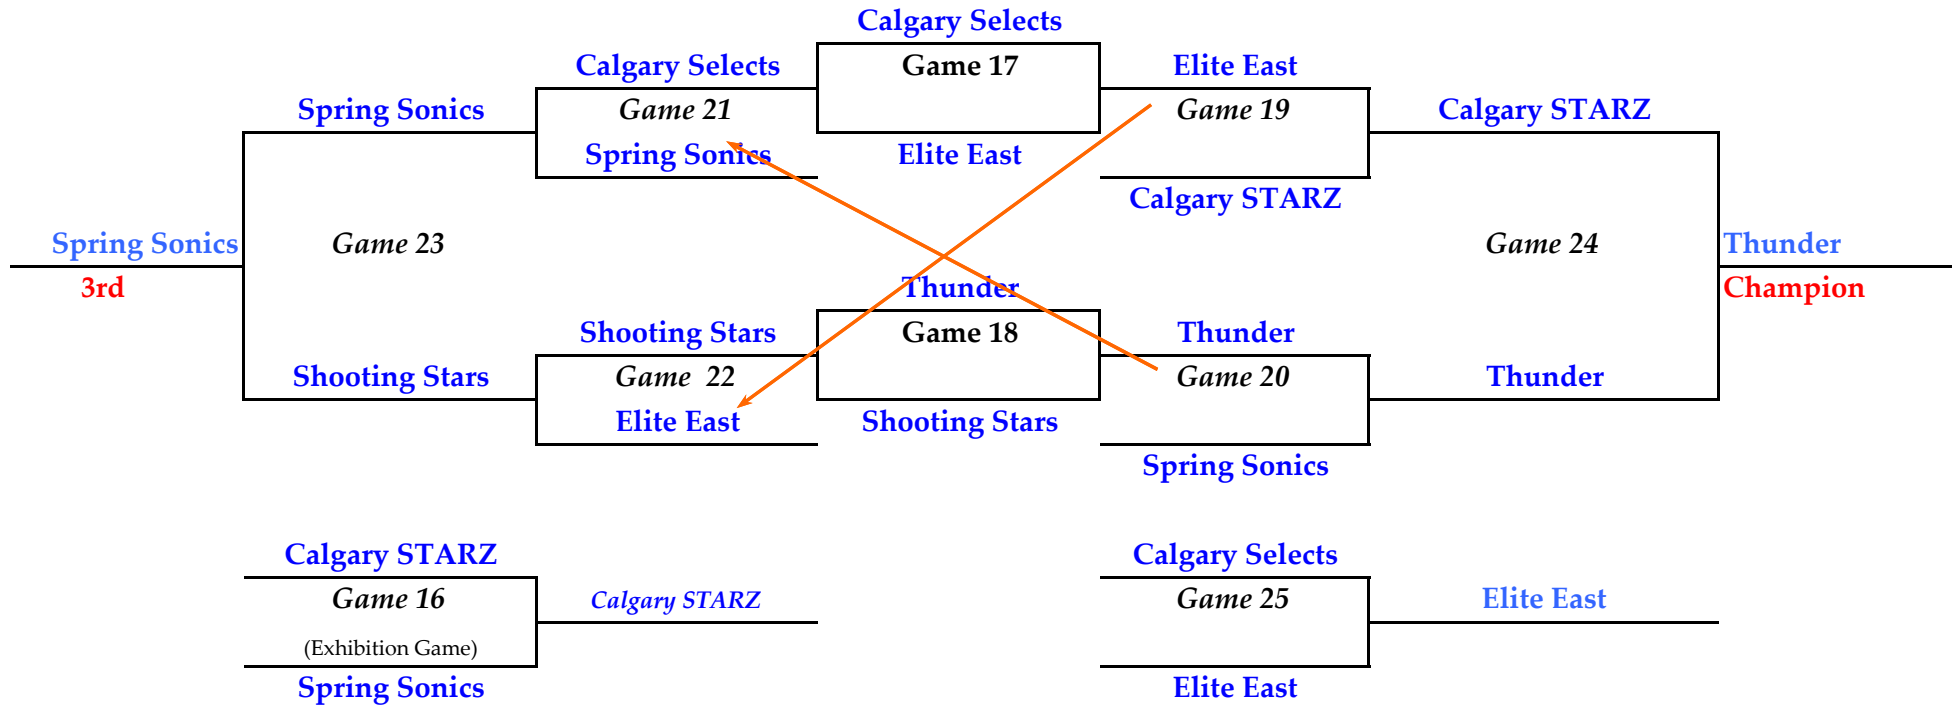 Calgary Selects
Calgary Selects
Game 17
Elite East
Spring Sonics
Game 21
Game 19
Calgary STARZ
Spring Sonics
Elite East
Calgary STARZ
Spring Sonics
Game 23
Game 24
Thunder
3rd
Thunder
Champion
Shooting Stars
Game 18
Thunder
Shooting Stars
Game 22
Game 20
Thunder
Elite East
Shooting Stars
Spring Sonics
Calgary STARZ
Calgary Selects
Game 16
Calgary STARZ
Game 25
Elite East
(Exhibition Game)
Spring Sonics
Elite East